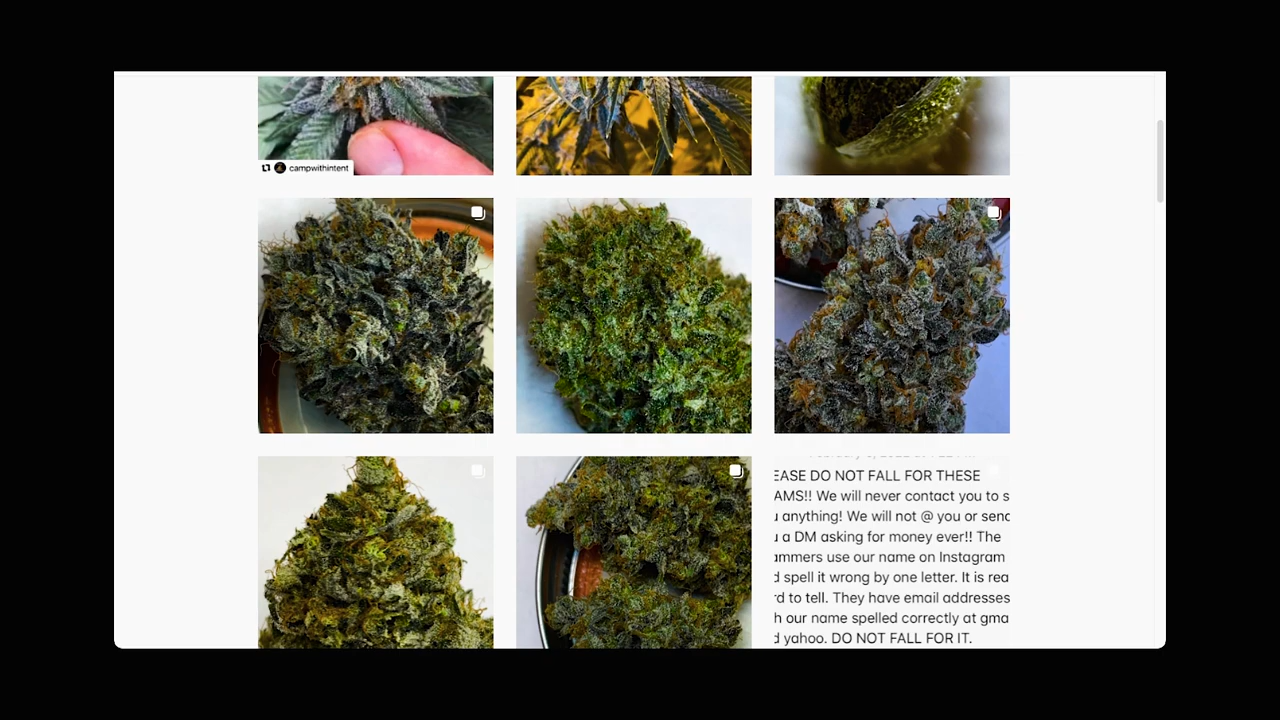 campwithintent
EASE DO NOT FALL FOR THESE
AMS!! We will never contact you to s
u anything! We will not @ you or send
u a DM asking for money ever!! The
ammers use our name on Instagram
d spell it wrong by one letter. It is rea
rd to tell. They have email addresses
h our name spelled correctly at gma
d yahoo. DO NOT FALL FOR IT.